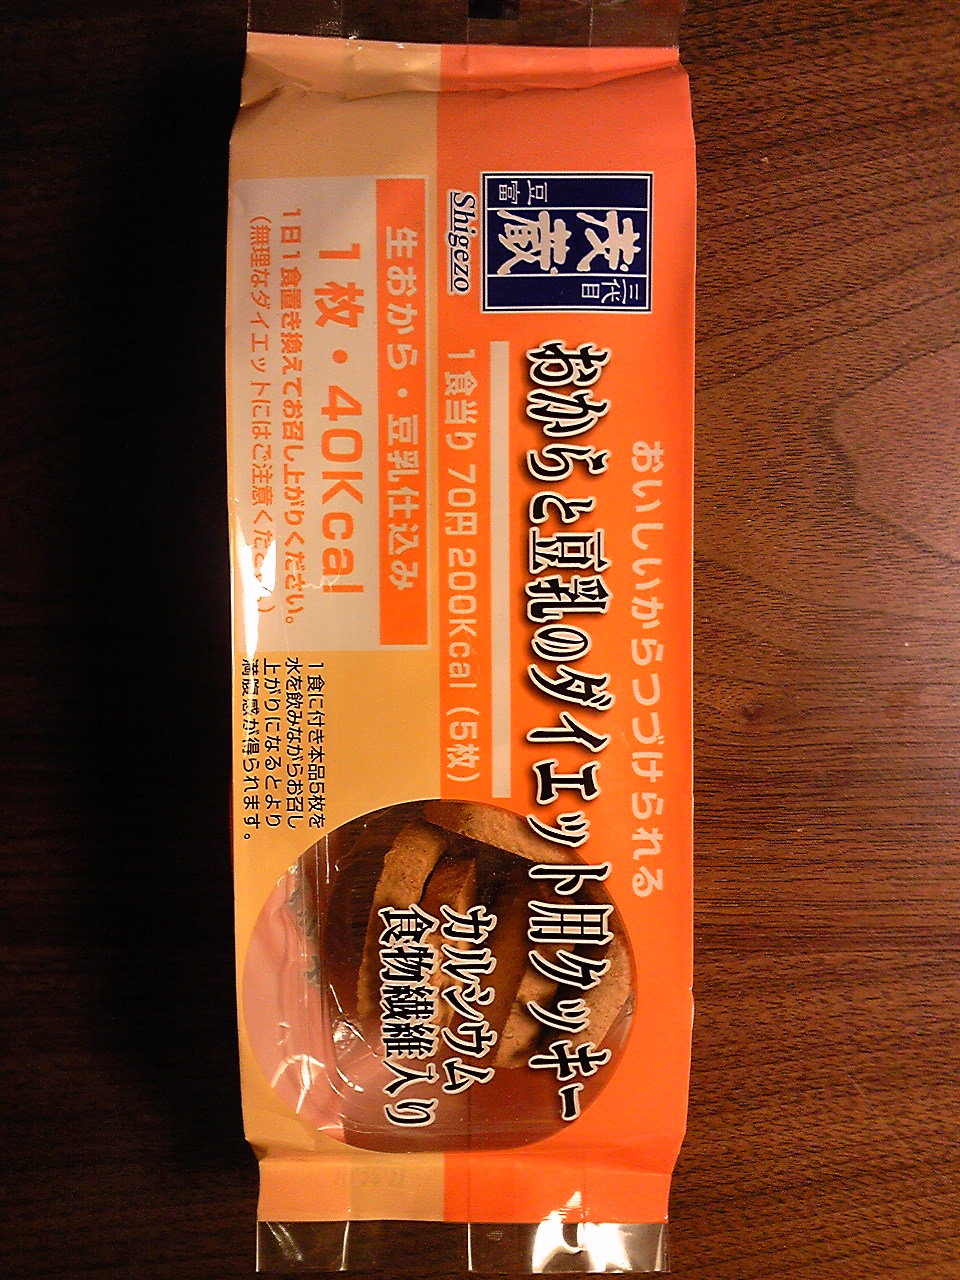 おいしいからつづけられる
三代目
茂蔵
豆富
Shigezo
おからと豆乳のダイエット用クッキー
1食当り 70円 200Kcal (5枚)
生おから・豆乳仕込み
1枚・40Kcal
1日1食置き換えてお召し上がりください。
(無理なダイエットにはご注意ください)
カルシウム
食物繊維入り
1食に付き本品5枚を
水を飲みながらお召し
上がりになるとより
満腹感が得られます。